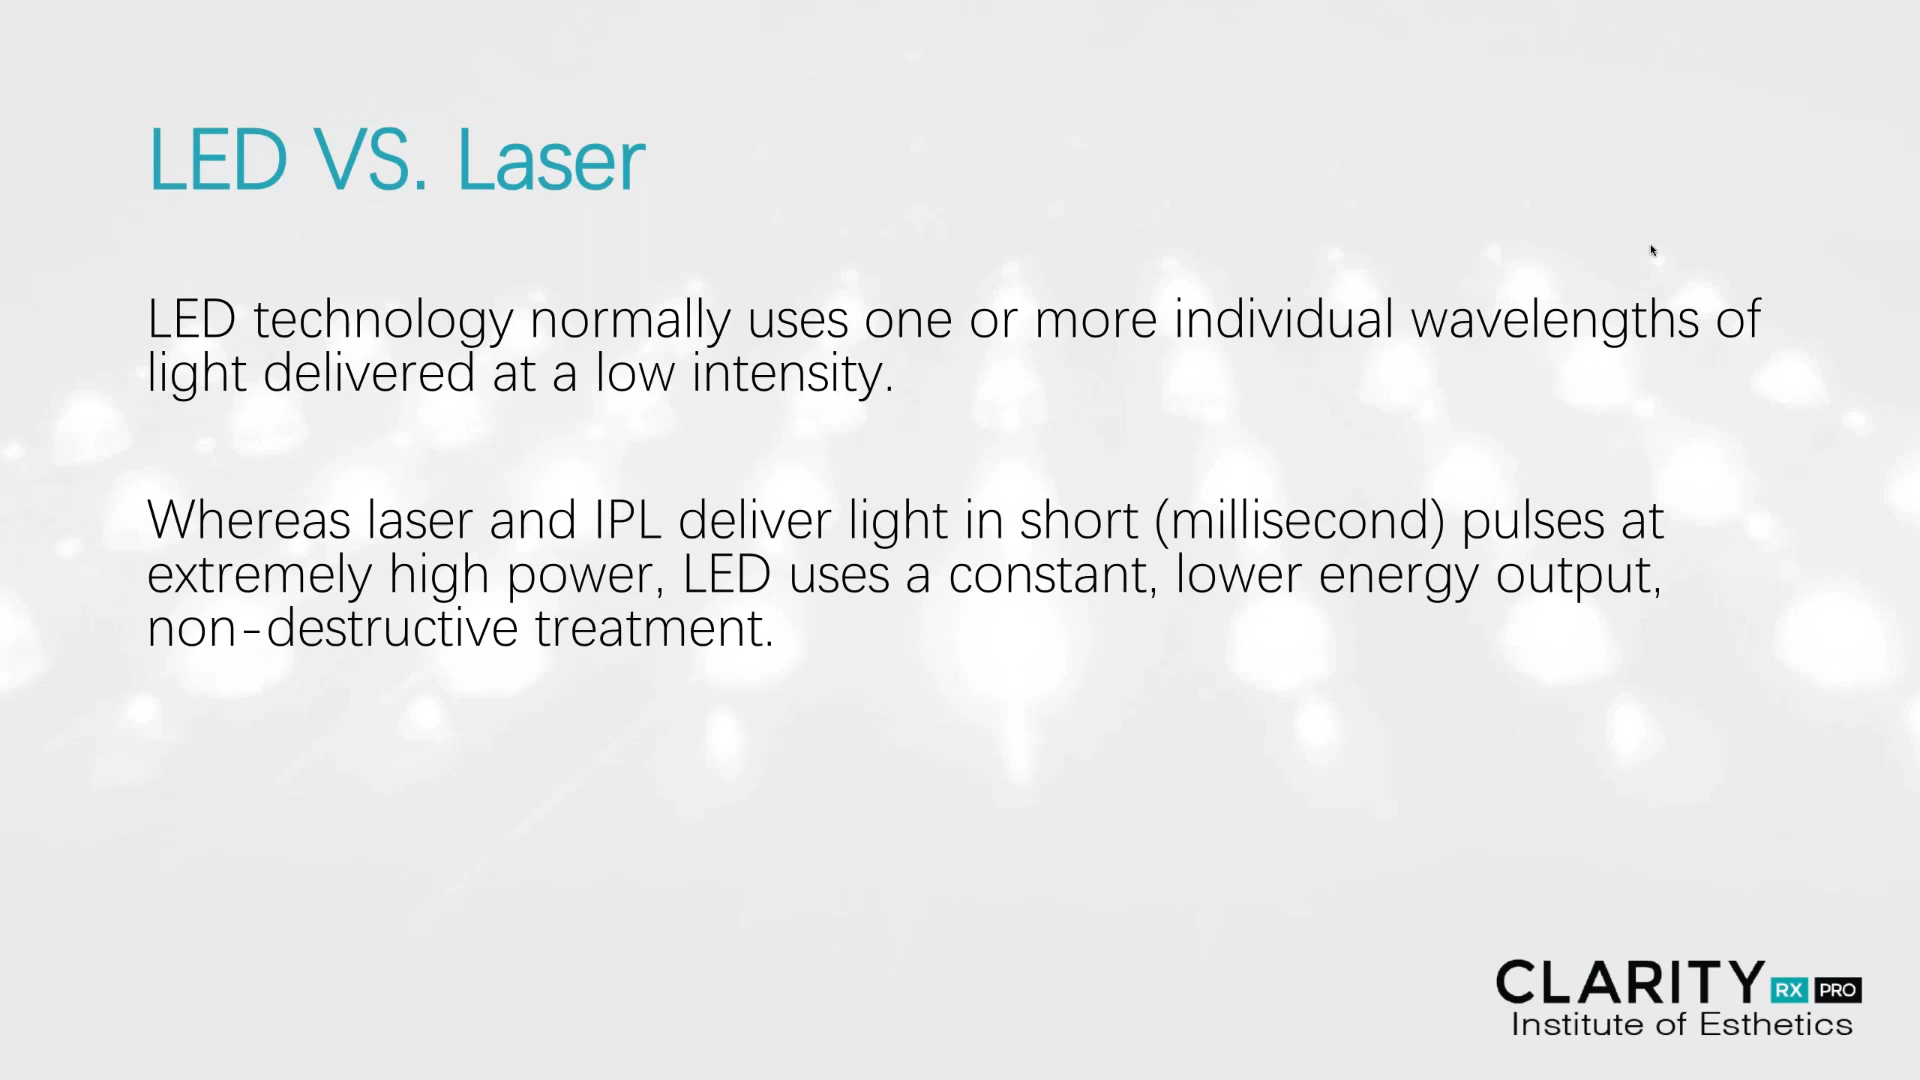 LED VS. Laser
LED technology normally uses one or more individual wavelengths of
light delivered at a low intensity.
Whereas laser and IPL deliver light in short (millisecond) pulses at
extremely high power, LED uses a constant, lower energy output,
non-destructive treatment.
CLARITY RX PRO
Institute of Esthetics